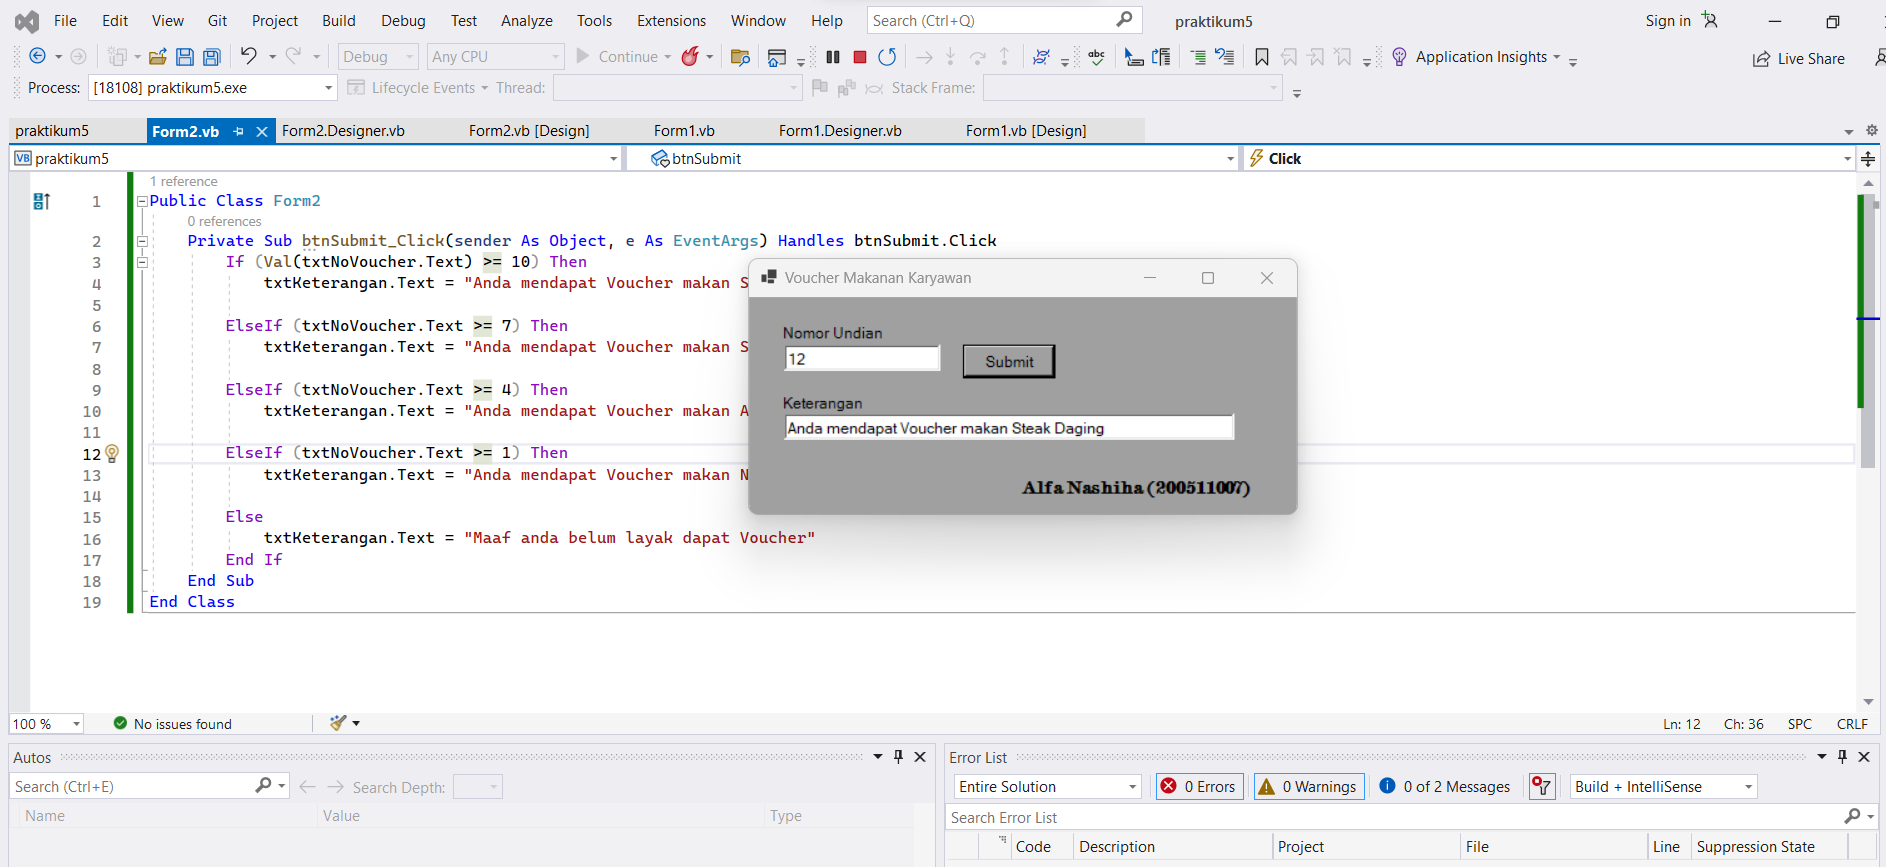 File Edit View Git Project Build Debug Test Analyze Tools Extensions Window Help Search (Ctrl+Q) praktikum5 Sign in
Debug Any CPU Continue Application Insights Live Share
Process: [18108] praktikum5.exe Lifecycle Events Thread: Stack Frame:
praktikum5 Form2.vb Form2.Designer.vb Form2.vb [Design] Form1.vb Form1.Designer.vb Form1.vb [Design]
VB praktikum5 btnSubmit Click
1 reference
1 Public Class Form2
0 references
2 Private Sub btnSubmit_Click(sender As Object, e As EventArgs) Handles btnSubmit.Click
3 If (Val(txtNoVoucher.Text) >= 10) Then
4 txtKeterangan.Text = "Anda mendapat Voucher makan S
5
6 ElseIf (txtNoVoucher.Text >= 7) Then
7 txtKeterangan.Text = "Anda mendapat Voucher makan S
8
9 ElseIf (txtNoVoucher.Text >= 4) Then
10 txtKeterangan.Text = "Anda mendapat Voucher makan A
11
12 ElseIf (txtNoVoucher.Text >= 1) Then
13 txtKeterangan.Text = "Anda mendapat Voucher makan N
14
15 Else
16 txtKeterangan.Text = "Maaf anda belum layak dapat Voucher"
17 End If
18 End Sub
19 End Class
Voucher Makanan Karyawan
Nomor Undian
12 Submit
Keterangan
Anda mendapat Voucher makan Steak Daging
Alfa Nashiha (200511007)
100 % No issues found Ln: 12 Ch: 36 SPC CRLF
Autos
Search (Ctrl+E) Search Depth:
Name Value Type
Error List
Entire Solution 0 Errors 0 Warnings 0 of 2 Messages Build + IntelliSense
Search Error List
Code Description Project File Line Suppression State